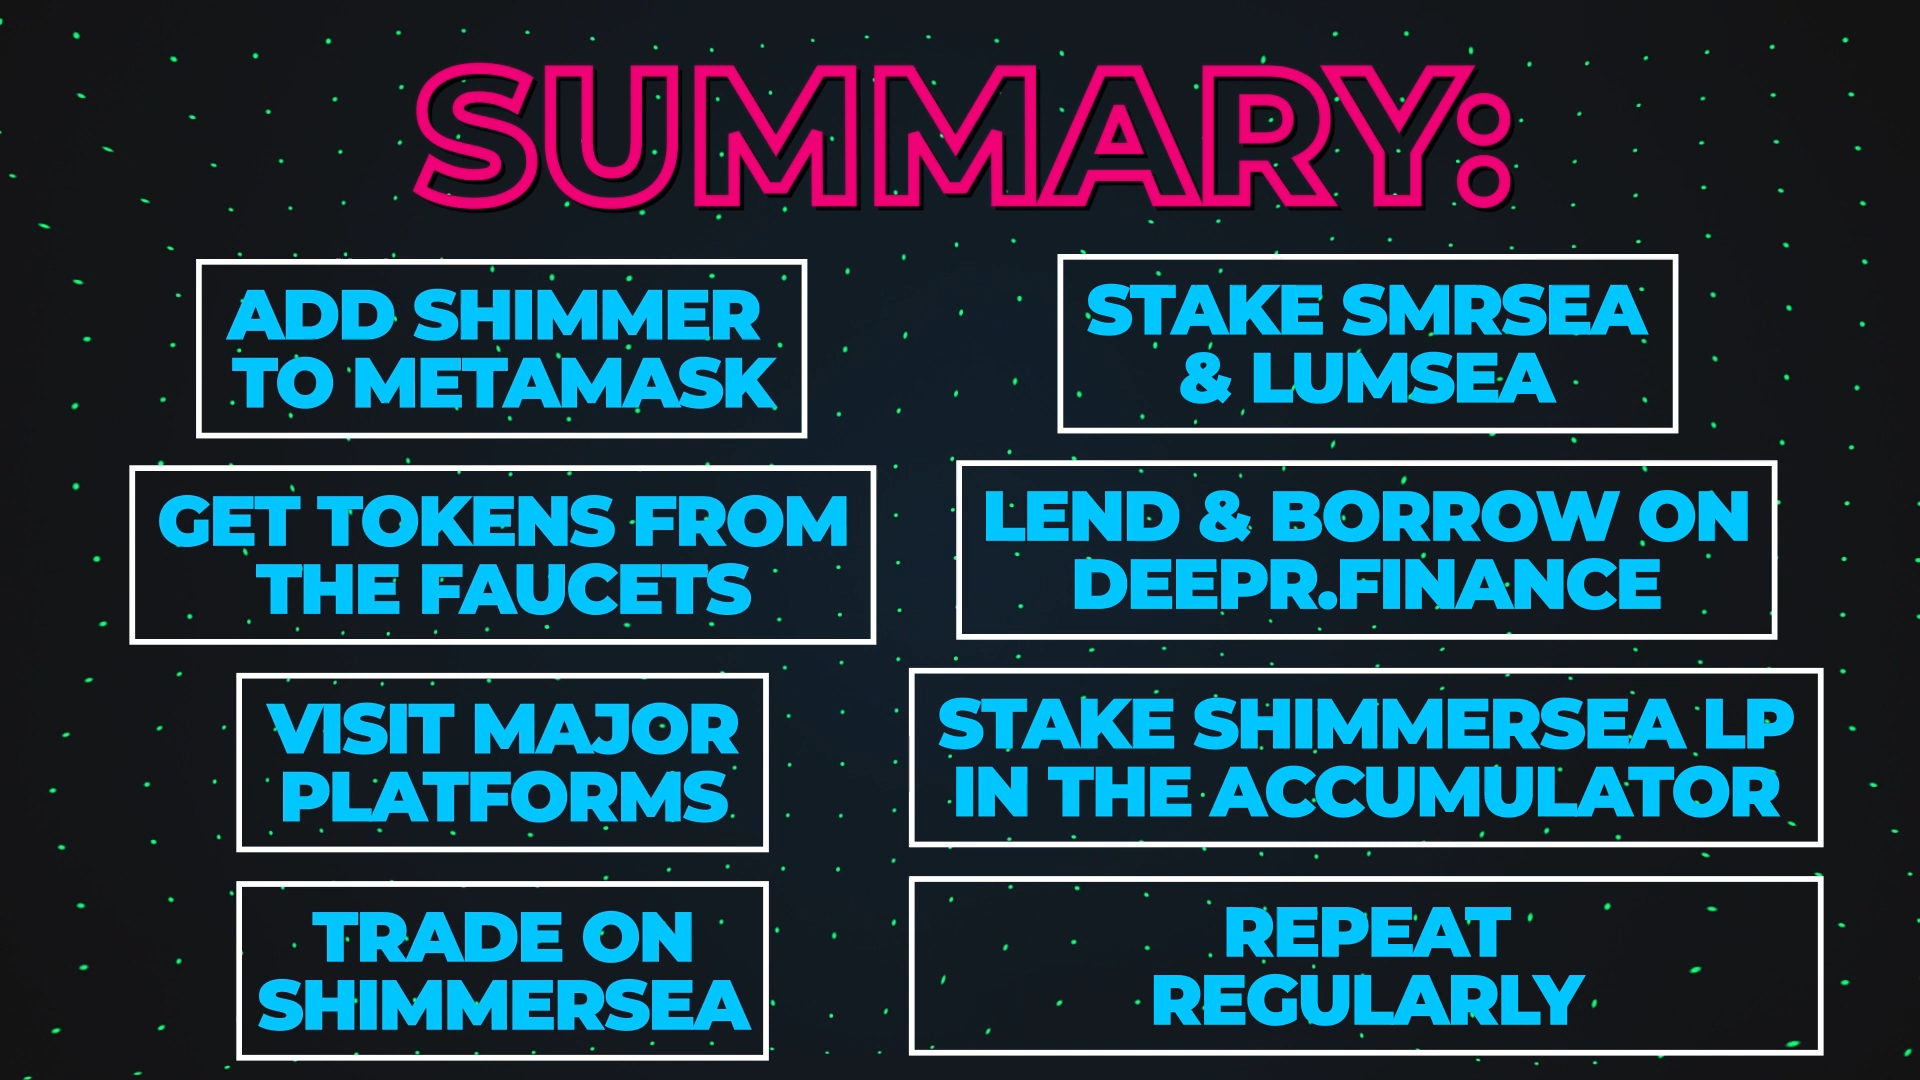 SUMMARY:
ADD SHIMMER
TO METAMASK
GET TOKENS FROM
THE FAUCETS
VISIT MAJOR
PLATFORMS
TRADE ON
SHIMMERSEA
STAKE SMRSEA
& LUMSEA
LEND & BORROW ON
DEEPR.FINANCE
STAKE SHIMMERSEA LP
IN THE ACCUMULATOR
REPEAT
REGULARLY